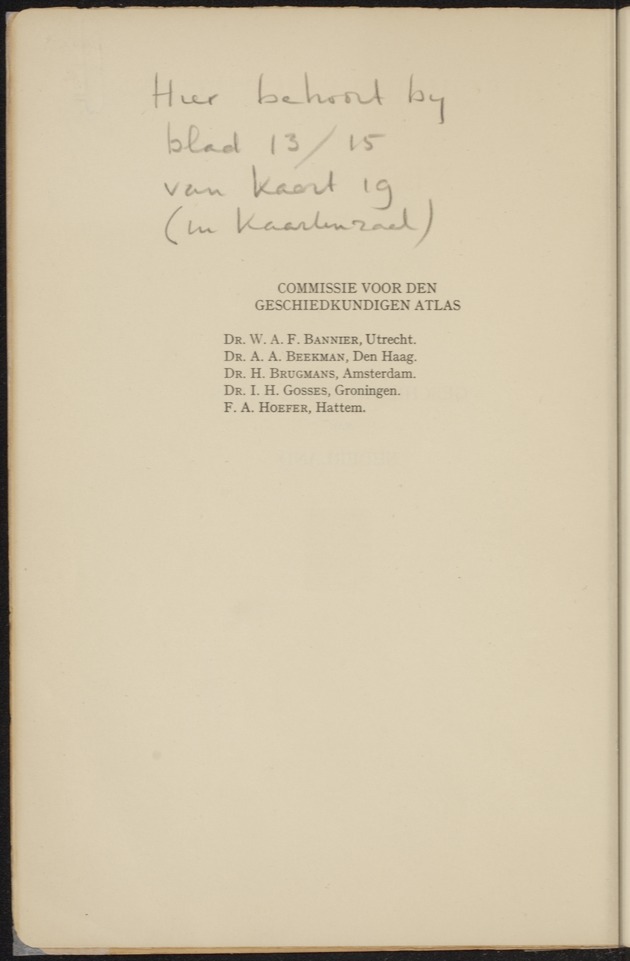 Hier behoort by
blad 13/15
van Kaart 19
(in Kaartenzaal)
COMMISSIE VOOR DEN
GESCHIEDKUNDIGEN ATLAS
DR. W. A. F. BANNIER, Utrecht.
DR. A. A. BEEKMAN, Den Haag.
DR. H. BRUGMANS, Amsterdam.
DR. I. H. GOSSES, Groningen.
F. A. HOEFER, Hattem.